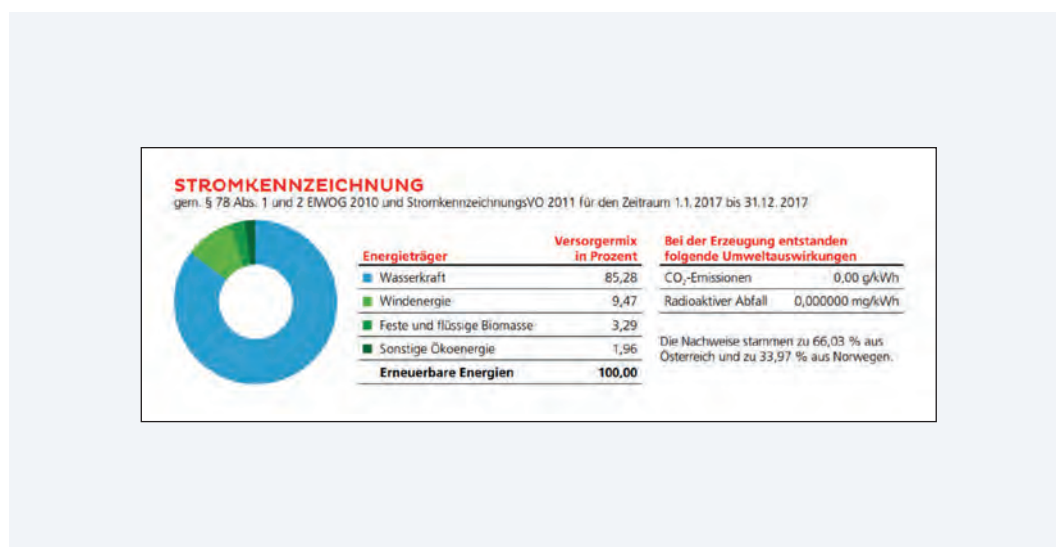 STROMKENNZEICHNUNG
gem. § 78 Abs. 1 und 2 ElWOG 2010 und StromkennzeichnungsVO 2011 für den Zeitraum 1.1.2017 bis 31.12.2017
Energieträger Versorgermix in Prozent
Wasserkraft 85,28
Windenergie 9,47
Feste und flüssige Biomasse 3,29
Sonstige Ökoenergie 1,96
Erneuerbare Energien 100,00
Bei der Erzeugung entstanden
folgende Umweltauswirkungen
CO₂-Emissionen 0,00 g/kWh
Radioaktiver Abfall 0,000000 mg/kWh
Die Nachweise stammen zu 66,03 % aus
Österreich und zu 33,97 % aus Norwegen.